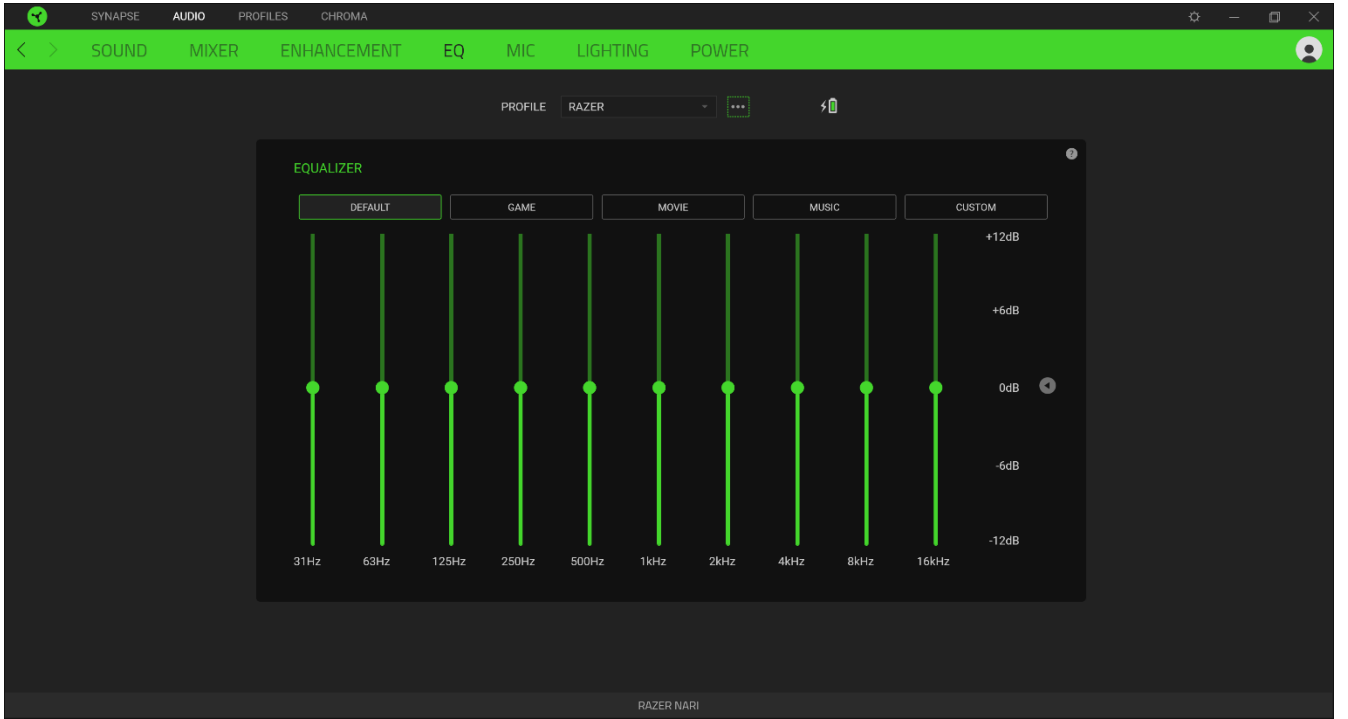 SYNAPSE AUDIO PROFILES CHROMA
SOUND MIXER ENHANCEMENT EQ MIC LIGHTING POWER
PROFILE RAZER
EQUALIZER
DEFAULT GAME MOVIE MUSIC CUSTOM
+12dB
+6dB
0dB
-6dB
-12dB
31Hz 63Hz 125Hz 250Hz 500Hz 1kHz 2kHz 4kHz 8kHz 16kHz
RAZER NARI